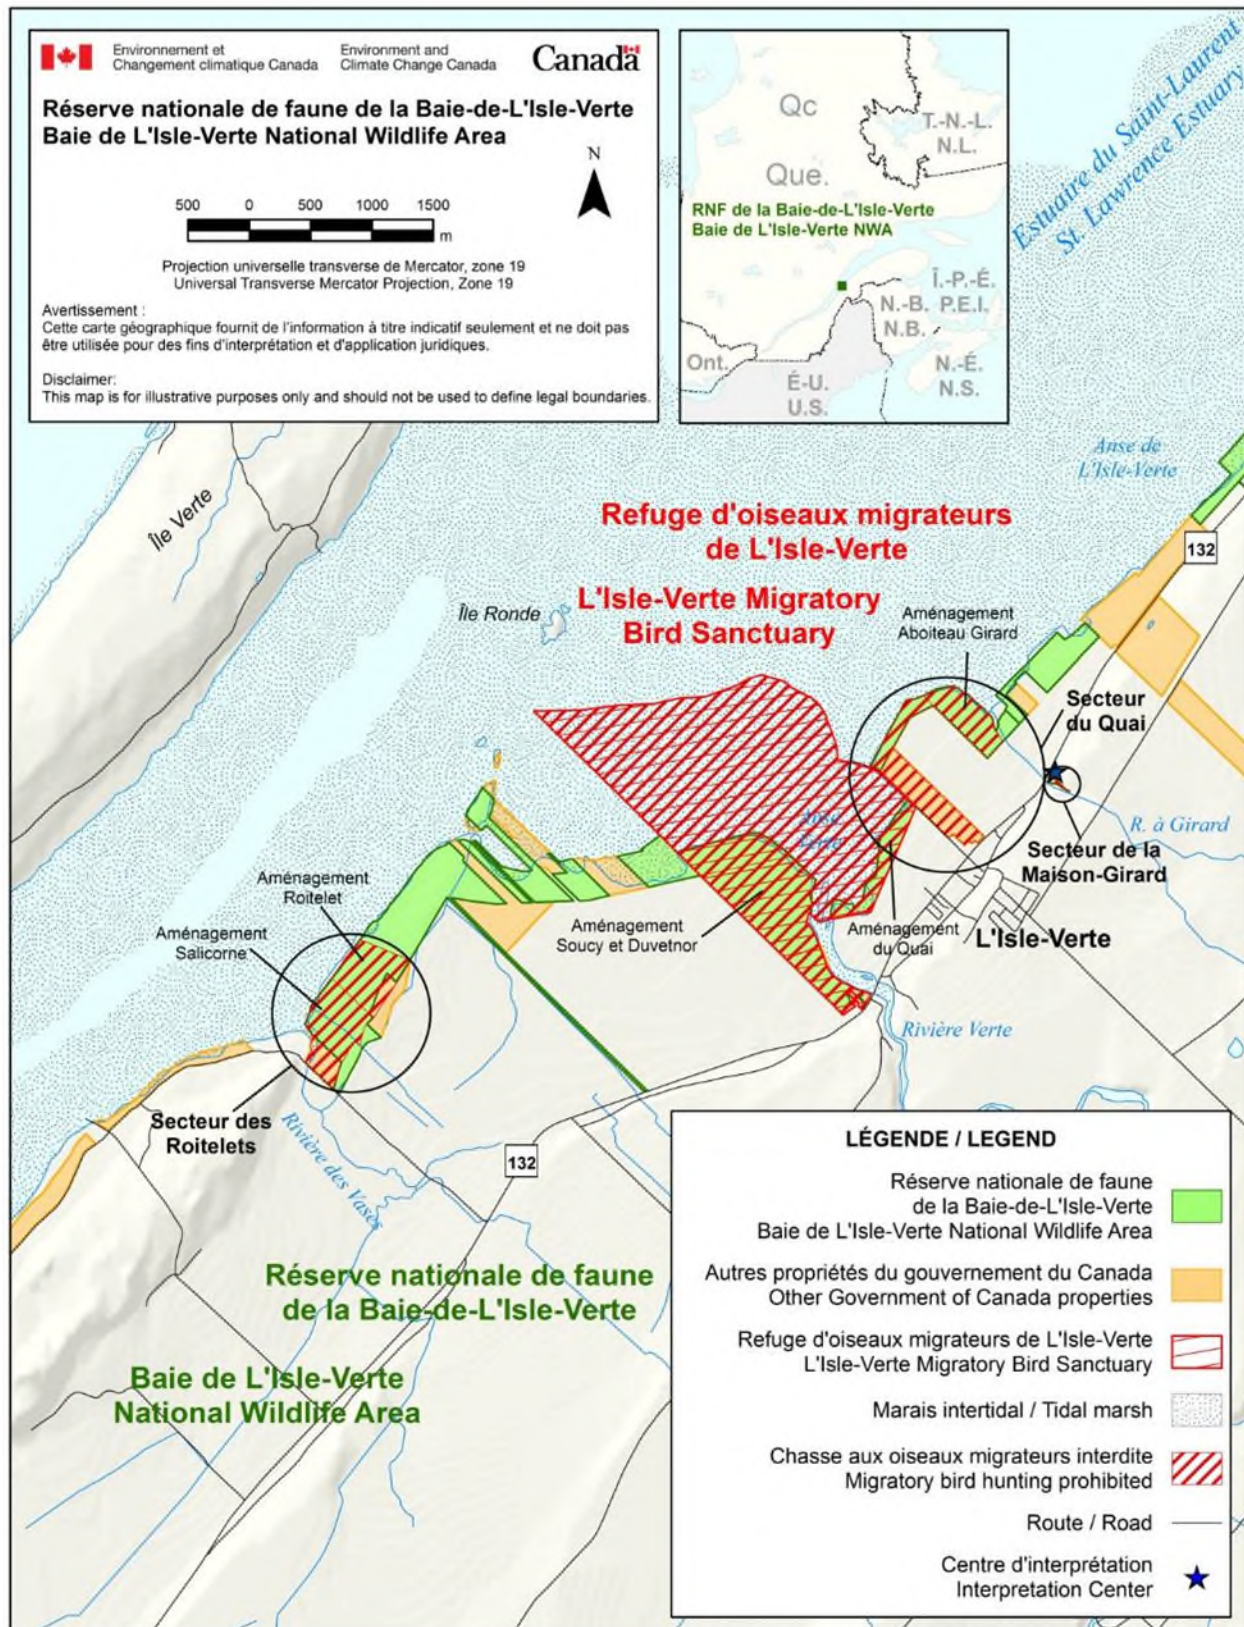 Environnement et
Changement climatique Canada
Environment and
Climate Change Canada
Canada
Réserve nationale de faune de la Baie-de-L'Isle-Verte
Baie de L'Isle-Verte National Wildlife Area
N
500 0 500 1000 1500
m
Projection universelle transverse de Mercator, zone 19
Universal Transverse Mercator Projection, Zone 19
Avertissement :
Cette carte géographique fournit de l'information à titre indicatif seulement et ne doit pas
être utilisée pour des fins d'interprétation et d'application juridiques.
Disclaimer:
This map is for illustrative purposes only and should not be used to define legal boundaries.
Qc
Que.
T.-N.-L.
N.L.
RNF de la Baie-de-L'Isle-Verte
Baie de L'Isle-Verte NWA
Î.-P.-É.
P.E.I.
N.-B.
N.B.
Ont.
É-U.
U.S.
N.-É.
N.S.
Estuaire du Saint-Laurent
St. Lawrence Estuary
Anse de
L'Isle-Verte
132
Île Verte
Refuge d'oiseaux migrateurs
de L'Isle-Verte
L'Isle-Verte Migratory
Bird Sanctuary
Île Ronde
Aménagement
Aboiteau Girard
Secteur
du Quai
Anse
Verte
R. à Girard
Secteur de la
Maison-Girard
Aménagement
Roitelet
Aménagement
Salicorne
Aménagement
Soucy et Duvetnor
Aménagement
du Quai
L'Isle-Verte
Rivière Verte
Secteur des
Roitelets
Rivière des Vases
132
Réserve nationale de faune
de la Baie-de-L'Isle-Verte
Baie de L'Isle-Verte
National Wildlife Area
LÉGENDE / LEGEND
Réserve nationale de faune
de la Baie-de-L'Isle-Verte
Baie de L'Isle-Verte National Wildlife Area
Autres propriétés du gouvernement du Canada
Other Government of Canada properties
Refuge d'oiseaux migrateurs de L'Isle-Verte
L'Isle-Verte Migratory Bird Sanctuary
Marais intertidal / Tidal marsh
Chasse aux oiseaux migrateurs interdite
Migratory bird hunting prohibited
Route / Road
Centre d'interprétation
Interpretation Center